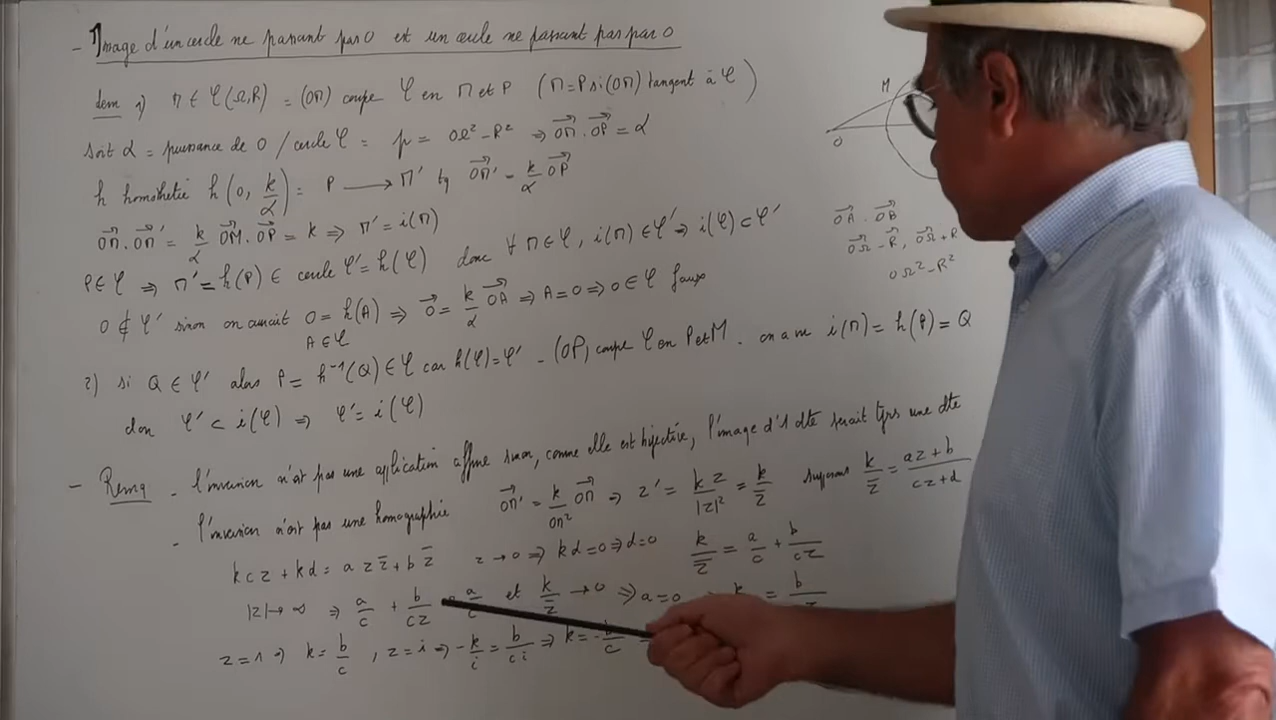 - Image d'un cercle ne passant pas O est un cercle ne passant pas par O
dem 1) M ∈ C(Ω,R) = (OM) coupe C en M et P (M=P si (OM) tangent à C)
soit α = puissance de O / cercle C = p = OΩ² - R² ⇒ OM⃗ . OP⃗ = α
h homothétie h(O, k/α) = P → M' tq OM'⃗ = k/α OP⃗
OM⃗ . OM'⃗ = k/α OM⃗ . OP⃗ = k ⇒ M' = i(M)
P ∈ C ⇒ M' = h(P) ∈ cercle C' = h(C) donc ∀ M ∈ C, i(M) ∈ C' ⇒ i(C) ⊂ C'
O ∉ C' sinon on aurait O = h(A) ⇒ O⃗ = k/α OA⃗ ⇒ A = O ⇒ O ∈ C faux
A ∈ C
2) si Q ∈ C' alors P = h⁻¹(Q) ∈ C car h(C) = C' - (OP) coupe C en P et M. on a vu i(M) = h(P) = Q
donc C' ⊂ i(C) ⇒ C' = i(C)
- Remq - l'inversion n'est pas une application affine sinon, comme elle est bijective, l'image d'1 dte serait tjrs une dte
- l'inversion n'est pas une homographie OM'⃗ = k/OM² OM⃗ ⇒ z' = kz/|z|² = k/z̄ supposons k/z̄ = (az + b)/(cz + d)
kcz + kd = a z z̄ + b z̄ z → 0 ⇒ kd = 0 ⇒ d = 0 k/z̄ = a/c + b/cz
|z| → ∞ ⇒ a/c + b/cz a/c et k/z̄ → 0 ⇒ a = 0 k = b
z = 1 ⇒ k = b/c , z = i ⇒ -k/i = b/ci ⇒ k = -b/c
M
O
OA⃗ . OB⃗
OΩ⃗ - R⃗, OΩ⃗ + R
OΩ² - R²